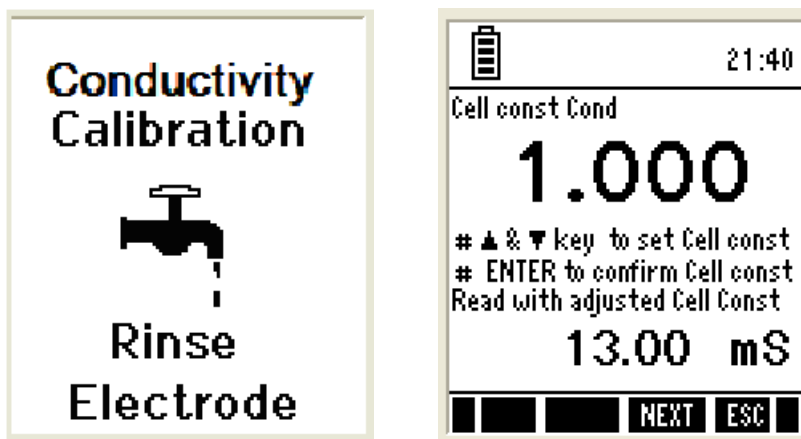 Conductivity
Calibration
Rinse
Electrode
21:40
Cell const Cond
1.000
# ▲ & ▼ key to set Cell const
# ENTER to confirm Cell const
Read with adjusted Cell Const
13.00 mS
NEXT ESC